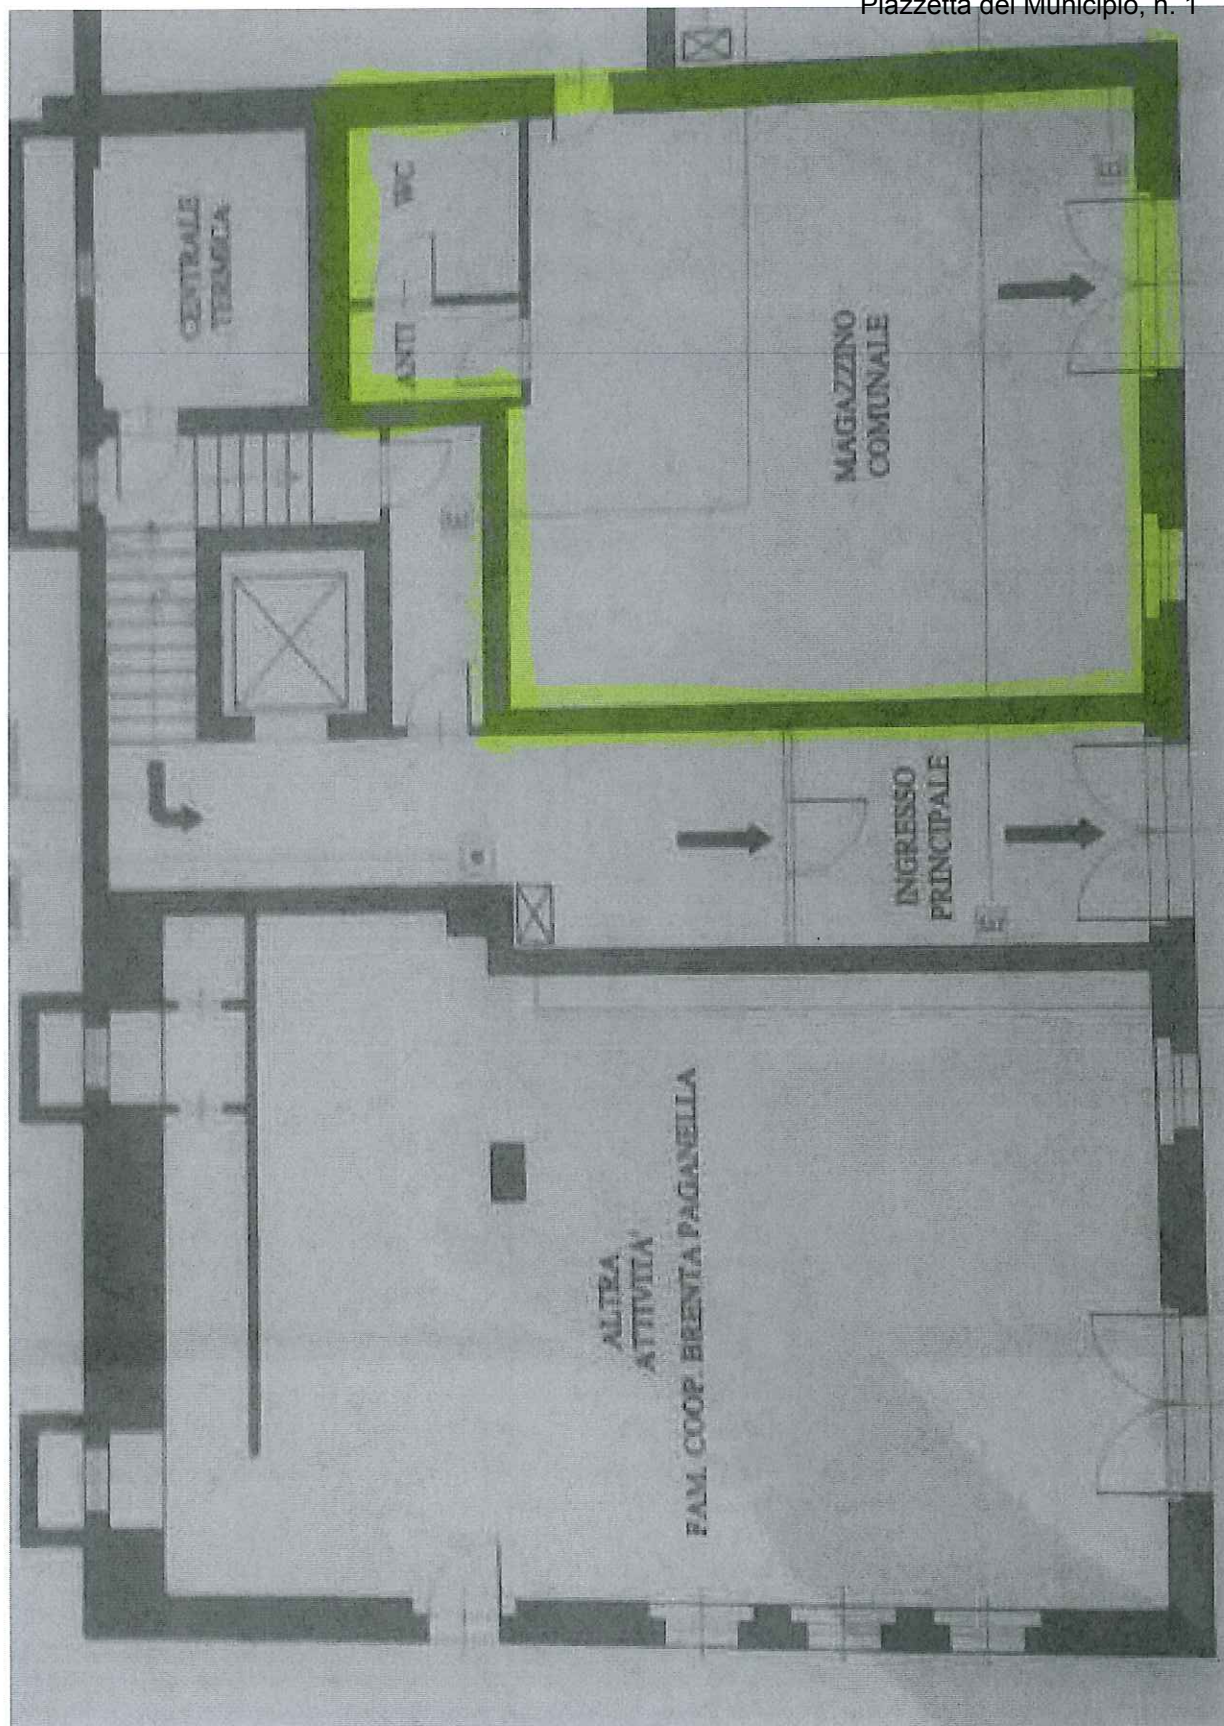 Piazzetta del Municipio, n. 1
CENTRALE
TERMICA
ANTI
WC
E
MAGAZZINO
COMUNALE
E
E
INGRESSO
PRINCIPALE
ALTRA
ATTIVITA'
FAM. COOP. BRENTA PAGANELLA